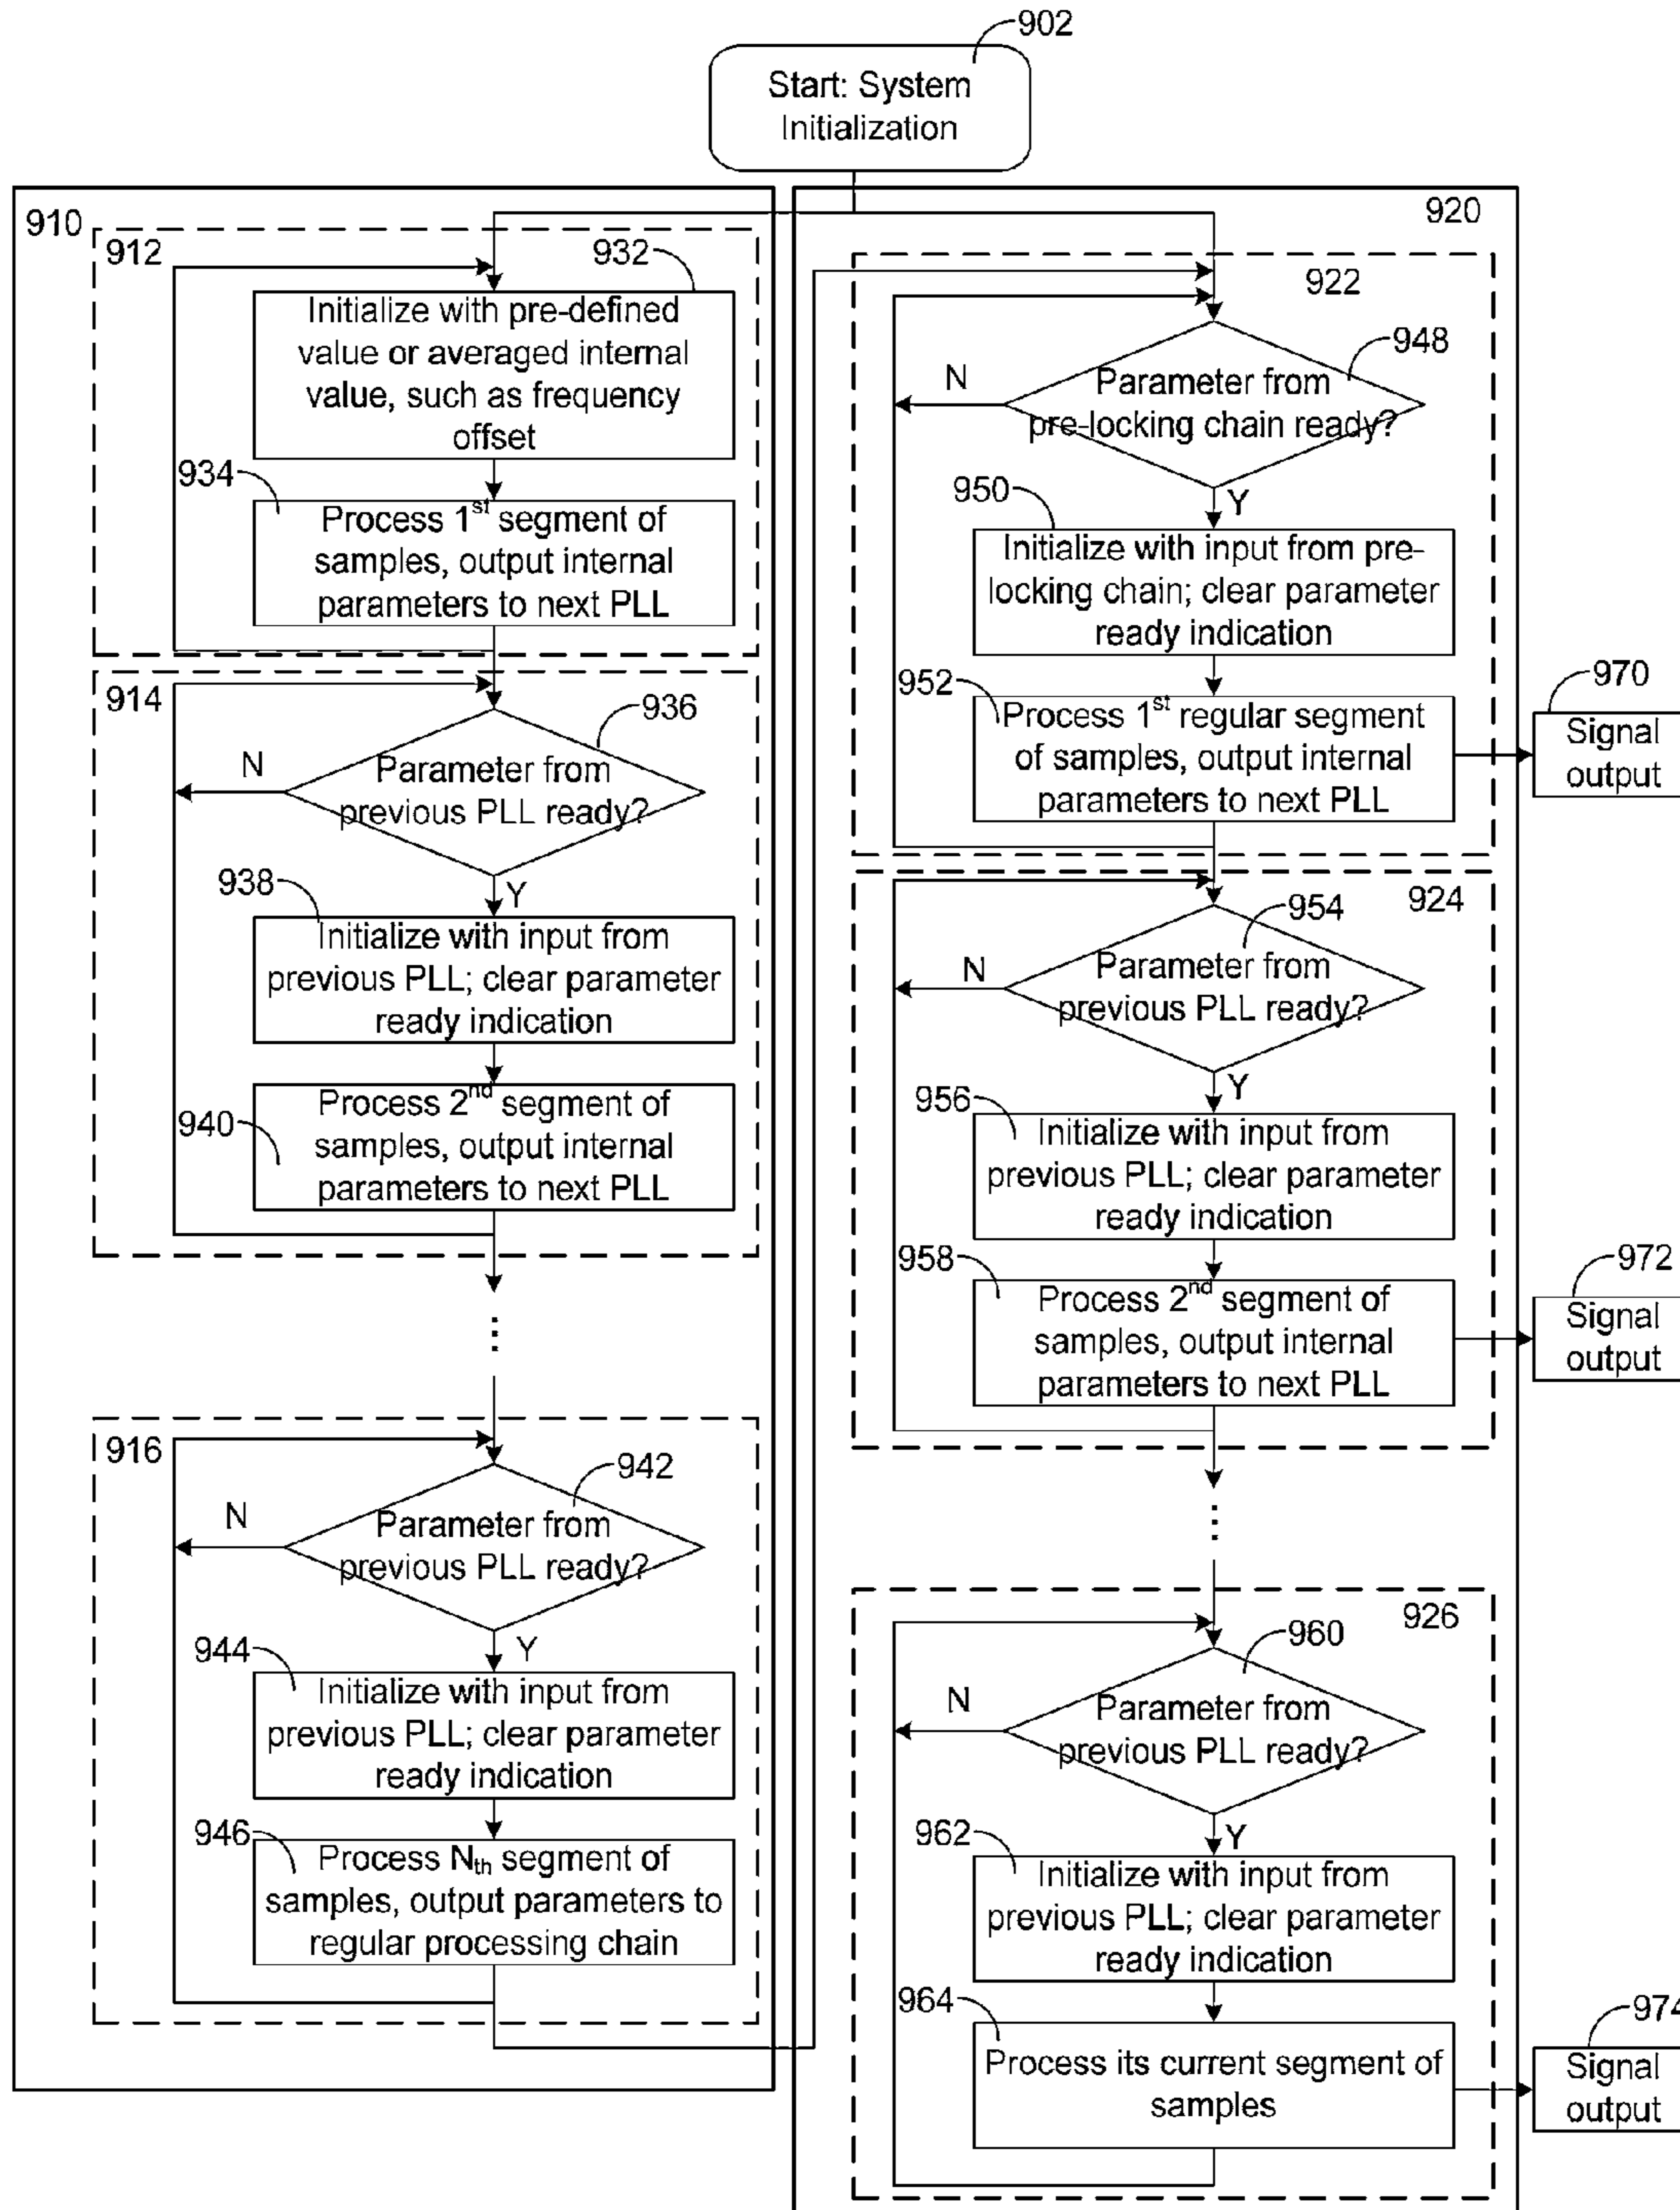 902
Start: System
Initialization
910
912
932
Initialize with pre-defined
value or averaged internal
value, such as frequency
offset
934
Process 1st segment of
samples, output internal
parameters to next PLL
914
936
Parameter from
previous PLL ready?
N
Y
938
Initialize with input from
previous PLL; clear parameter
ready indication
940
Process 2nd segment of
samples, output internal
parameters to next PLL
⋮
916
942
Parameter from
previous PLL ready?
N
Y
944
Initialize with input from
previous PLL; clear parameter
ready indication
946
Process Nth segment of
samples, output parameters to
regular processing chain
920
922
948
Parameter from
pre-locking chain ready?
N
Y
950
Initialize with input from pre-
locking chain; clear parameter
ready indication
952
Process 1st regular segment
of samples, output internal
parameters to next PLL
970
Signal
output
924
954
Parameter from
previous PLL ready?
N
Y
956
Initialize with input from
previous PLL; clear parameter
ready indication
958
Process 2nd segment of
samples, output internal
parameters to next PLL
972
Signal
output
⋮
926
960
Parameter from
previous PLL ready?
N
Y
962
Initialize with input from
previous PLL; clear parameter
ready indication
964
Process its current segment of
samples
974
Signal
output